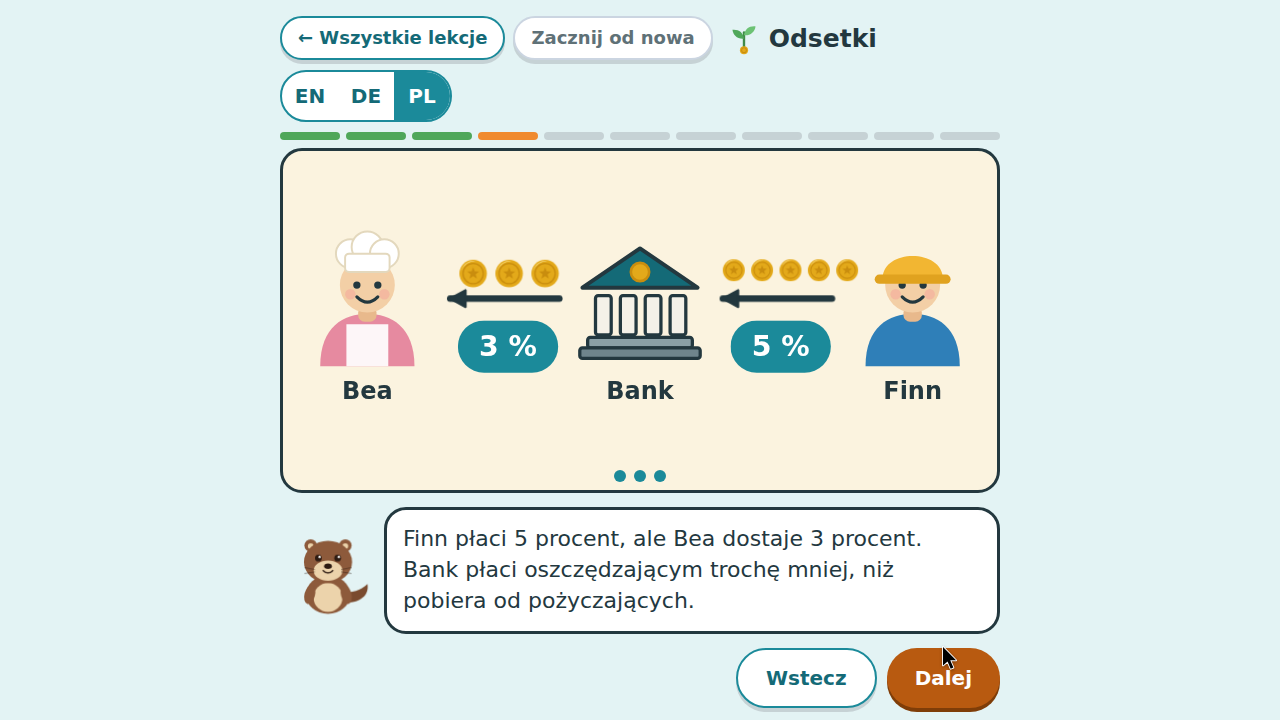 ← Wszystkie lekcje
Zacznij od nowa
Odsetki
EN DE PL
3 %
5 %
Bea
Bank
Finn
Finn płaci 5 procent, ale Bea dostaje 3 procent.
Bank płaci oszczędzającym trochę mniej, niż
pobiera od pożyczających.
Wstecz
Dalej